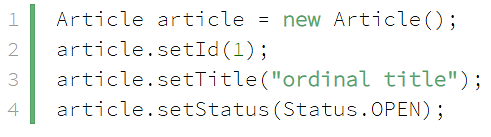 1 Article article = new Article();
2 article.setId(1);
3 article.setTitle("ordinal title");
4 article.setStatus(Status.OPEN);